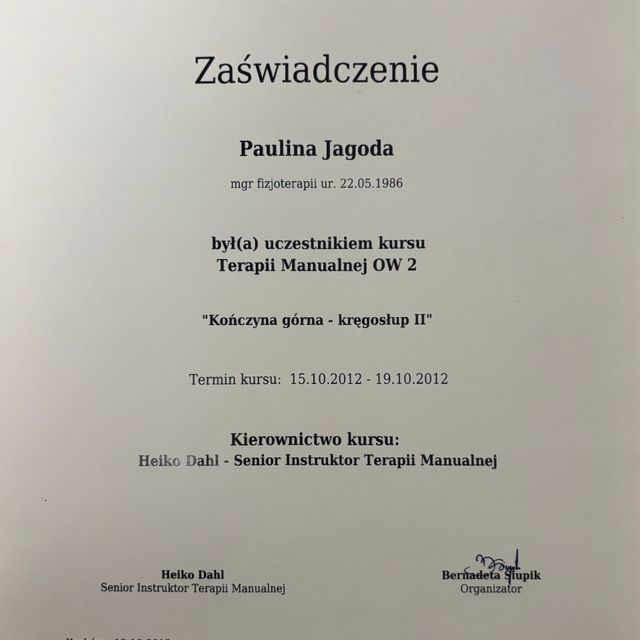 Zaświadczenie
Paulina Jagoda
mgr fizjoterapii ur. 22.05.1986
był(a) uczestnikiem kursu
Terapii Manualnej OW 2
"Kończyna górna - kręgosłup II"
Termin kursu: 15.10.2012 - 19.10.2012
Kierownictwo kursu:
Heiko Dahl - Senior Instruktor Terapii Manualnej
Heiko Dahl
Senior Instruktor Terapii Manualnej
Bernadeta Słupik
Organizator